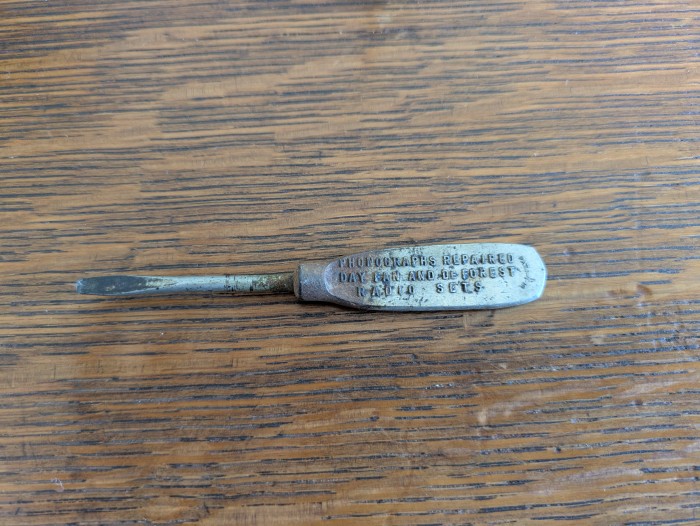 PHONOGRAPHS REPAIRED
DAY FAN AND De FOREST
RADIO SETS